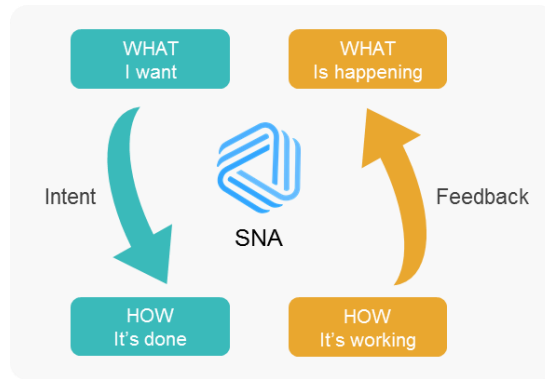 WHAT
I want
WHAT
Is happening
Intent
SNA
Feedback
HOW
It's done
HOW
It's working